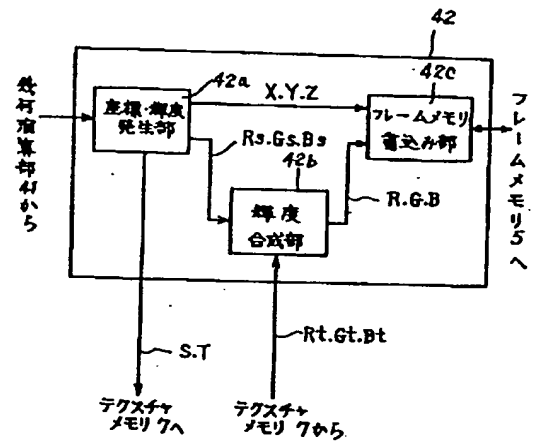 42
42a
42c
幾何演算部41から
座標・輝度
発生部
X.Y.Z
フレームメモリ
書込み部
フレームメモリ5へ
Rs.Gs.Bs
42b
輝度
合成部
R.G.B
S.T
Rt.Gt.Bt
テクスチャ
メモリ7へ
テクスチャ
メモリ7から